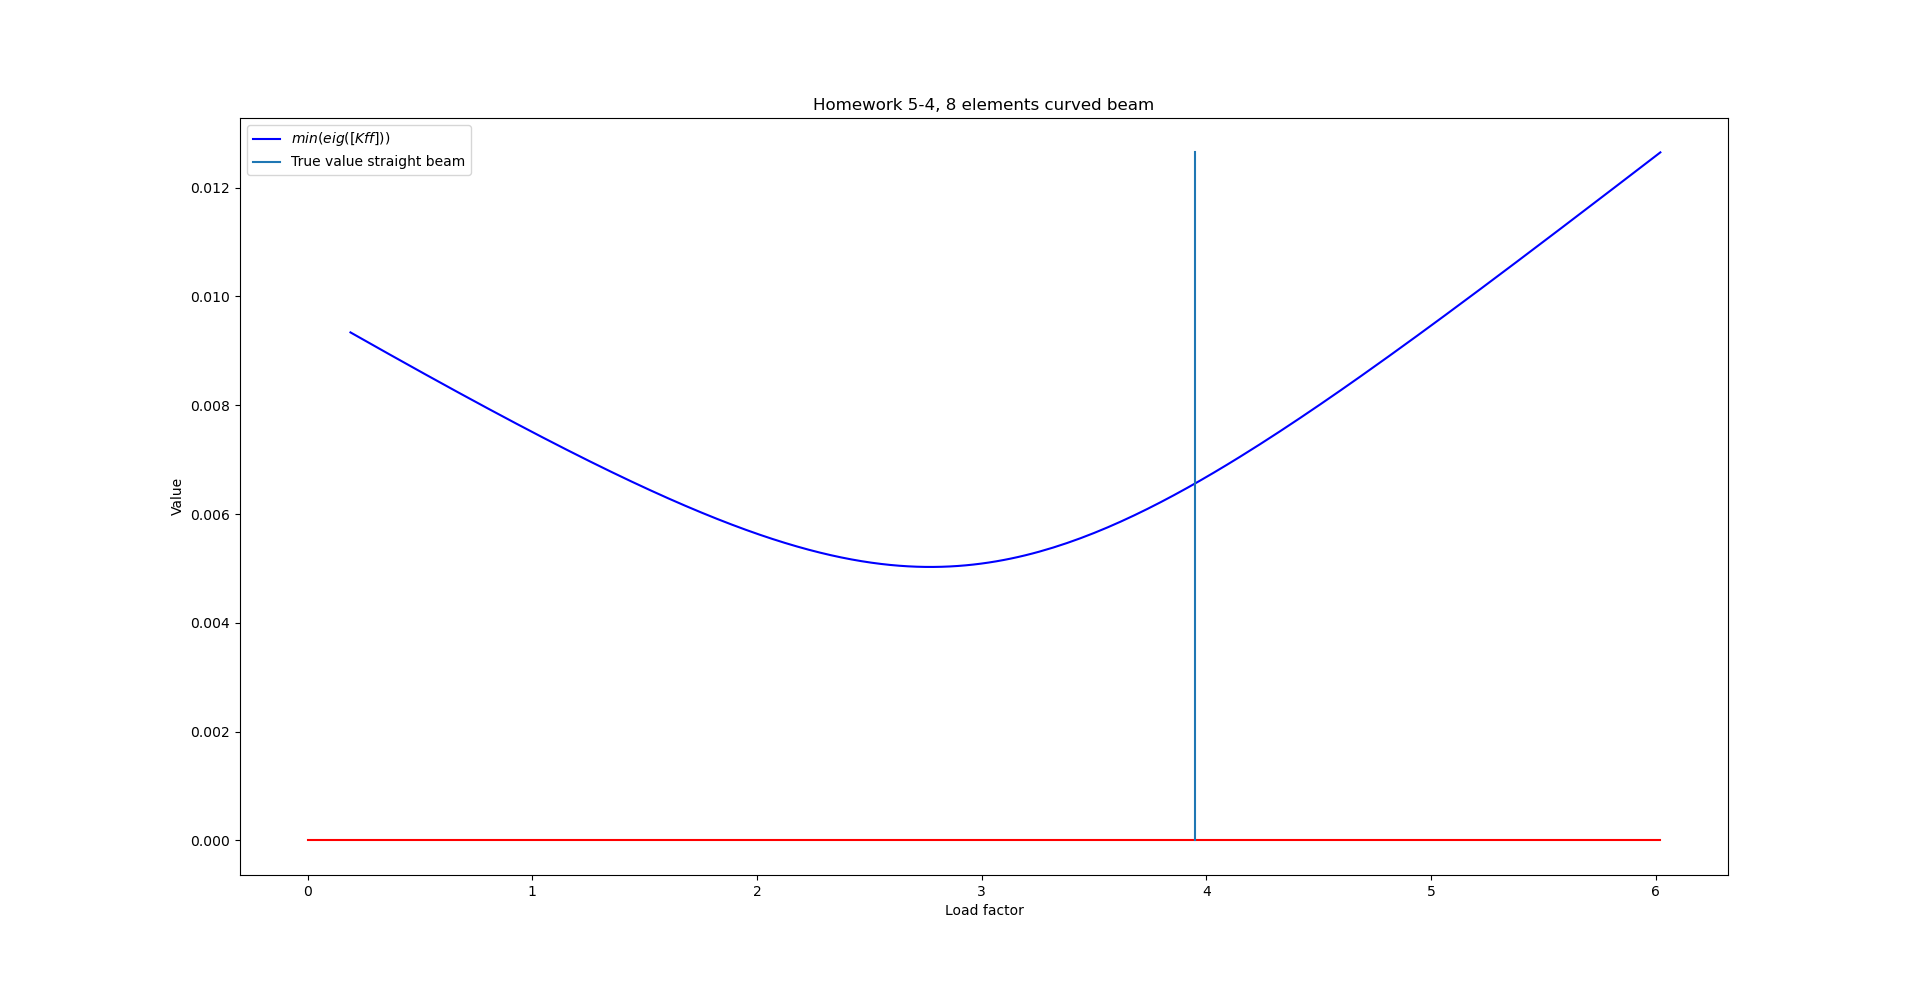 Homework 5-4, 8 elements curved beam
min(eig([Kff]))
True value straight beam
0.012
0.010
0.008
0.006
0.004
0.002
0.000
Value
0 1 2 3 4 5 6
Load factor